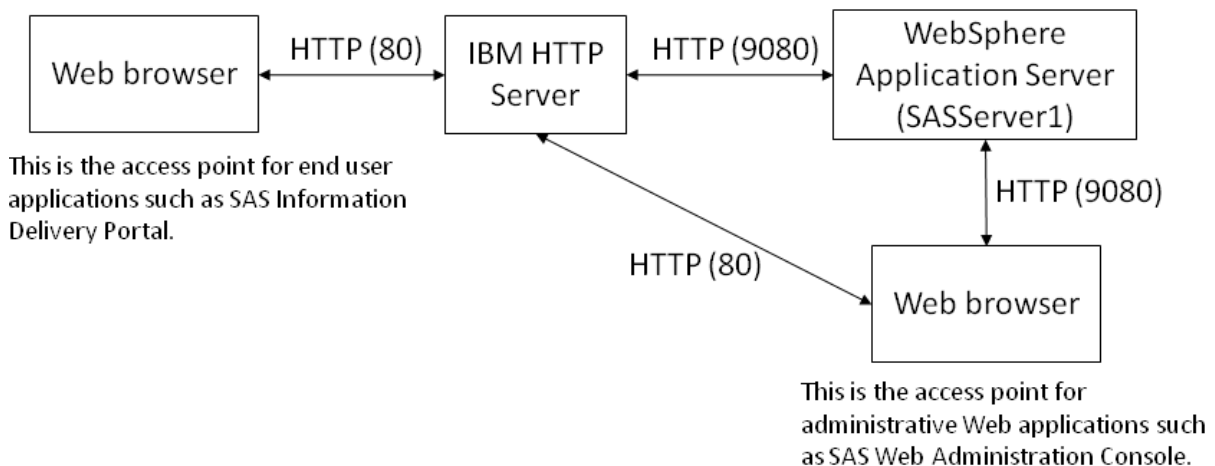 Web browser
HTTP (80)
IBM HTTP
Server
HTTP (9080)
WebSphere
Application Server
(SASServer1)
This is the access point for end user
applications such as SAS Information
Delivery Portal.
HTTP (9080)
HTTP (80)
Web browser
This is the access point for
administrative Web applications such
as SAS Web Administration Console.